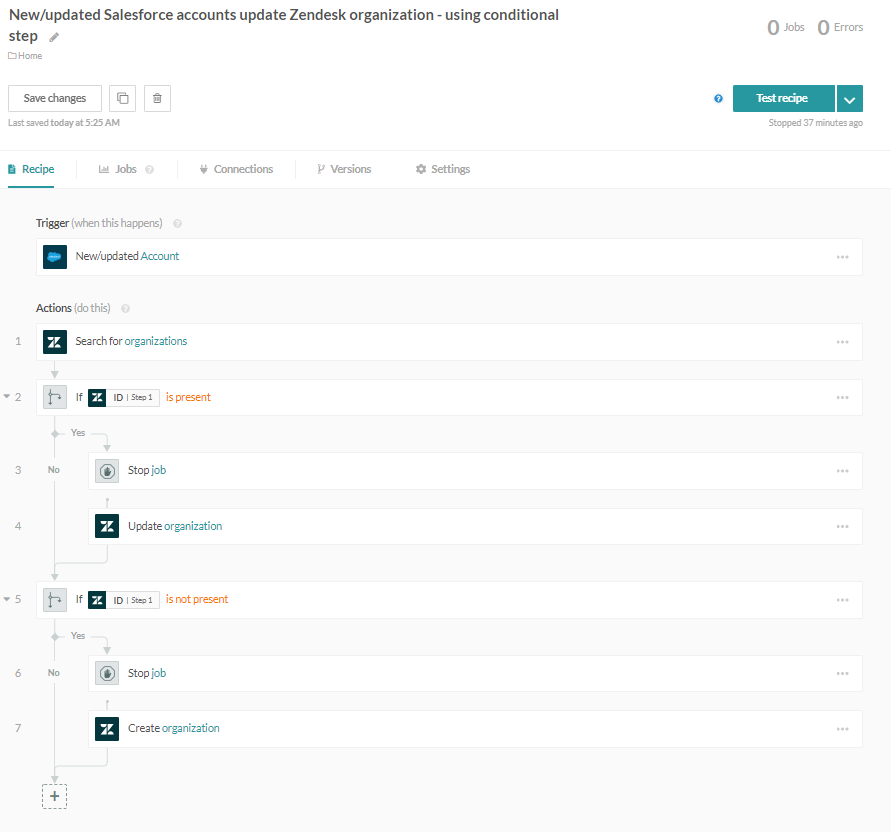 New/updated Salesforce accounts update Zendesk organization - using conditional
step
0 Jobs 0 Errors
Home
Save changes
Test recipe
Last saved today at 5:25 AM
Stopped 37 minutes ago
Recipe Jobs Connections Versions Settings
Trigger (when this happens)
New/updated Account
Actions (do this)
1 Search for organizations
2 If ID | Step 1 is present
Yes
3 No Stop job
4 Update organization
5 If ID | Step 1 is not present
Yes
6 No Stop job
7 Create organization